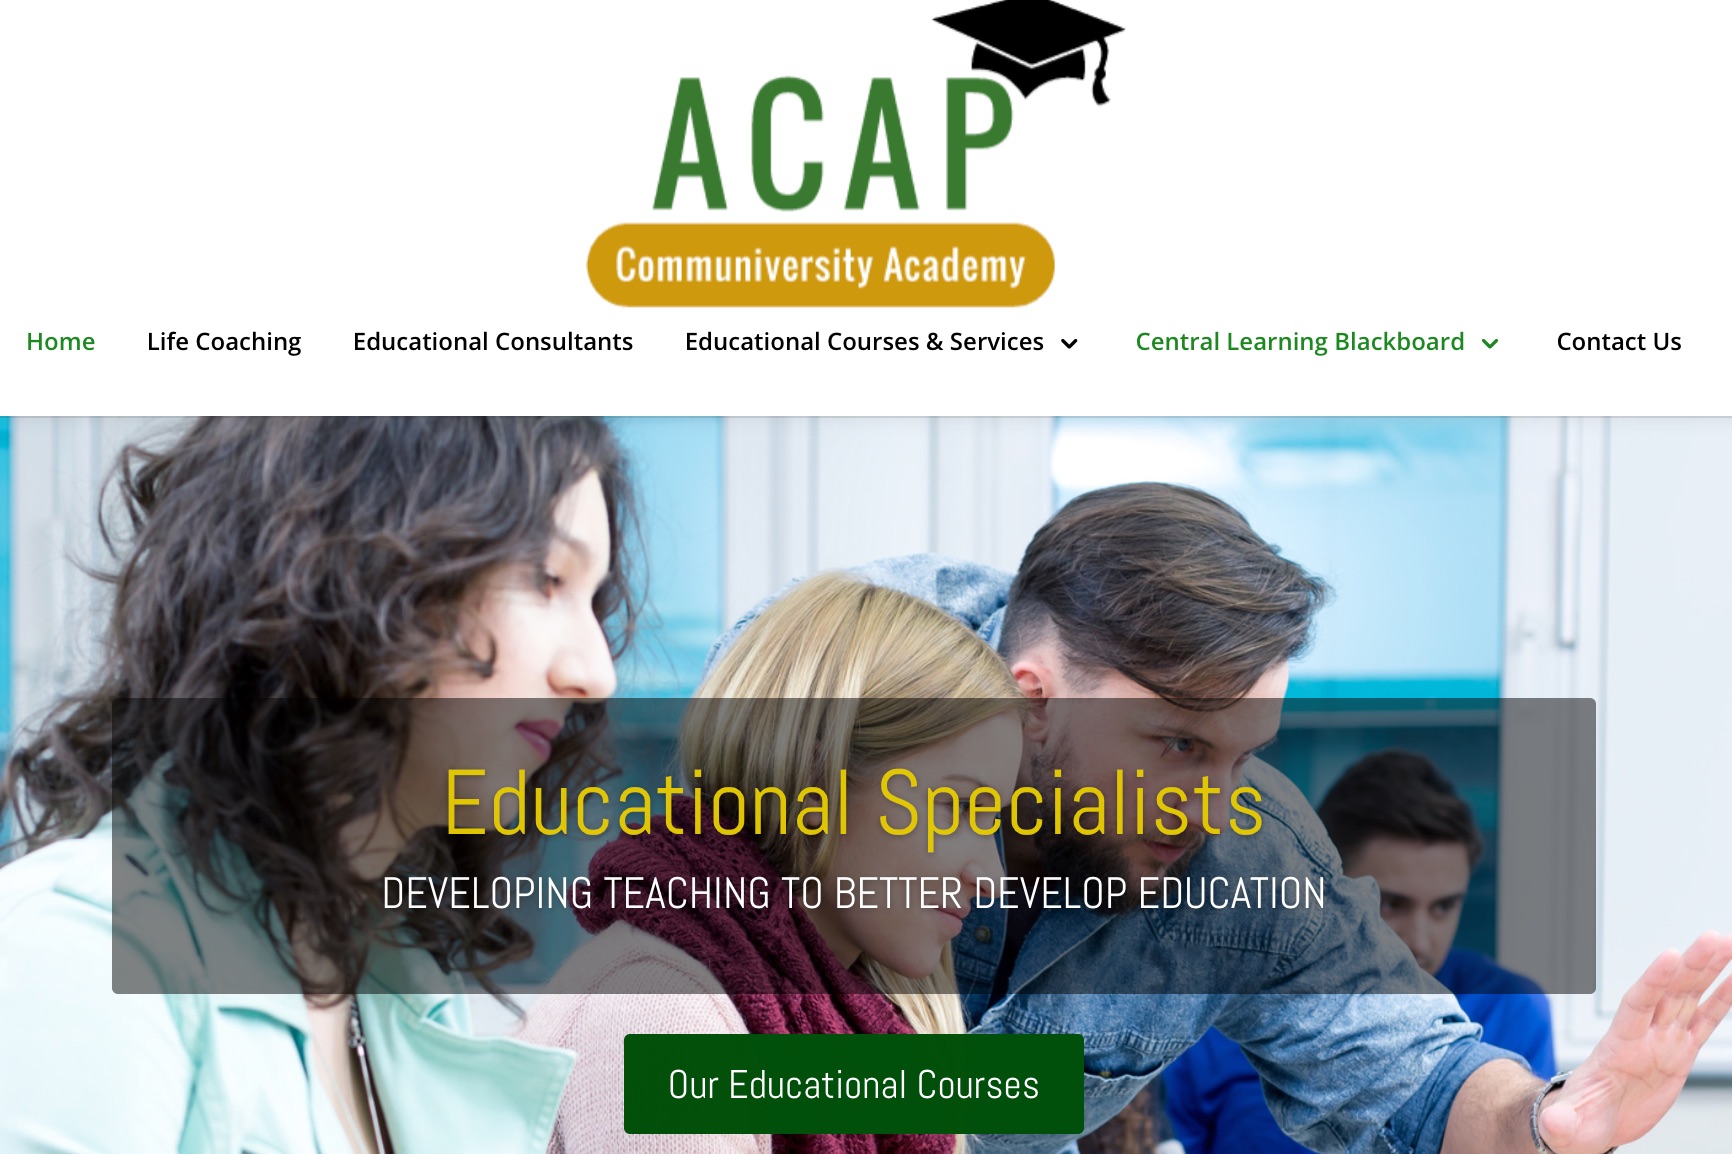 ACAP
Communiversity Academy
Home Life Coaching Educational Consultants Educational Courses & Services Central Learning Blackboard Contact Us
Educational Specialists
DEVELOPING TEACHING TO BETTER DEVELOP EDUCATION
Our Educational Courses